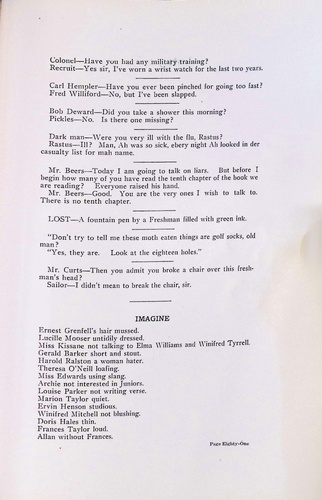 Colonel—Have you had any military training?
Recruit—Yes sir, I've worn a wrist watch for the last two years.
Carl Hempler—Have you ever been pinched for going too fast?
Fred Williford—No, but I've been slapped.
Bob Deward—Did you take a shower this morning?
Pickles—No. Is there one missing?
Dark man—Were you very ill with the flu, Rastus?
Rastus—Ill? Man, Ah was so sick, ebery night Ah looked in der
casualty list for mah name.
Mr. Beers—Today I am going to talk on liars. But before I
begin how many of you have read the tenth chapter of the book we
are reading? Everyone raised his hand.
Mr. Beers—Good. You are the very ones I wish to talk to.
There is no tenth chapter.
LOST—A fountain pen by a Freshman filled with green ink.
"Don't try to tell me these moth eaten things are golf socks, old
man?"
"Yes, they are. Look at the eighteen holes."
Mr. Curts—Then you admit you broke a chair over this fresh-
man's head?
Sailor—I didn't mean to break the chair, sir.
IMAGINE
Ernest Grenfell's hair mussed.
Lucille Mooser untidily dressed.
Miss Kissane not talking to Elma Williams and Winifred Tyrrell.
Gerald Barker short and stout.
Harold Ralston a woman hater.
Theresa O'Neill loafing.
Miss Edwards using slang.
Archie not interested in Juniors.
Louise Parker not writing verse.
Marion Taylor quiet.
Ervin Henson studious.
Winifred Mitchell not blushing.
Doris Hales thin.
Frances Taylor loud.
Allan without Frances.
Page Eighty-One